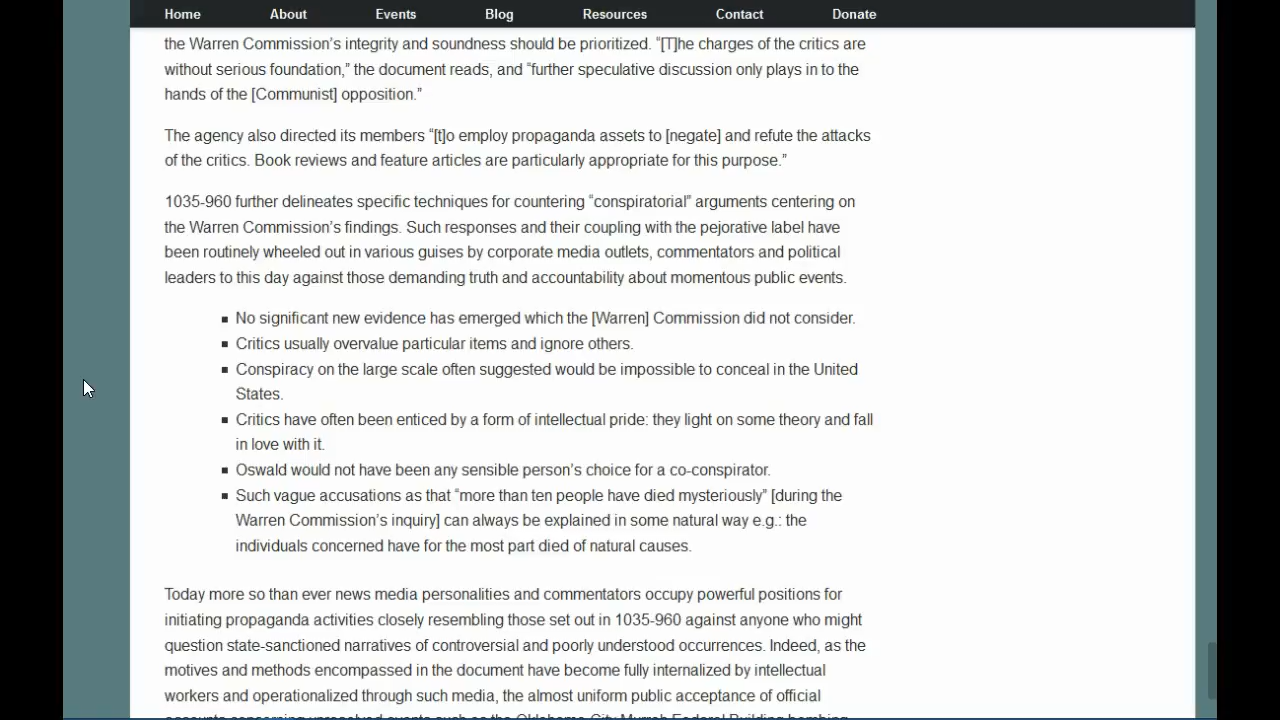 Home About Events Blog Resources Contact Donate
the Warren Commission’s integrity and soundness should be prioritized. “[T]he charges of the critics are
without serious foundation,” the document reads, and “further speculative discussion only plays in to the
hands of the [Communist] opposition.”
The agency also directed its members “[t]o employ propaganda assets to [negate] and refute the attacks
of the critics. Book reviews and feature articles are particularly appropriate for this purpose.”
1035-960 further delineates specific techniques for countering “conspiratorial” arguments centering on
the Warren Commission’s findings. Such responses and their coupling with the pejorative label have
been routinely wheeled out in various guises by corporate media outlets, commentators and political
leaders to this day against those demanding truth and accountability about momentous public events.
▪ No significant new evidence has emerged which the [Warren] Commission did not consider.
▪ Critics usually overvalue particular items and ignore others.
▪ Conspiracy on the large scale often suggested would be impossible to conceal in the United
States.
▪ Critics have often been enticed by a form of intellectual pride: they light on some theory and fall
in love with it.
▪ Oswald would not have been any sensible person’s choice for a co-conspirator.
▪ Such vague accusations as that “more than ten people have died mysteriously” [during the
Warren Commission’s inquiry] can always be explained in some natural way e.g.: the
individuals concerned have for the most part died of natural causes.
Today more so than ever news media personalities and commentators occupy powerful positions for
initiating propaganda activities closely resembling those set out in 1035-960 against anyone who might
question state-sanctioned narratives of controversial and poorly understood occurrences. Indeed, as the
motives and methods encompassed in the document have become fully internalized by intellectual
workers and operationalized through such media, the almost uniform public acceptance of official
accounts concerning unresolved events such as the Oklahoma City Murrah Federal Building bombing,